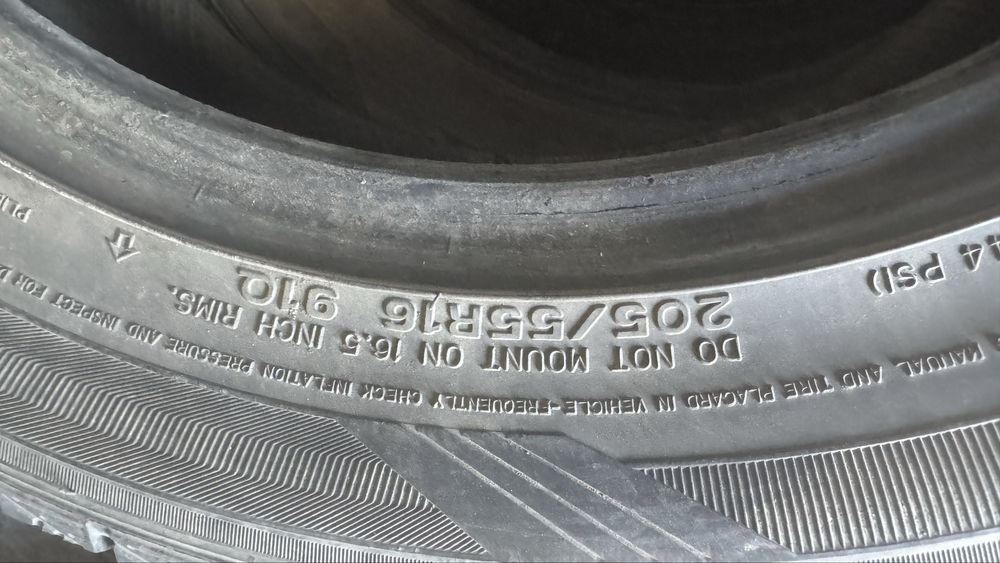 MANUAL AND TIRE PLACARD IN VEHICLE-FREQUENTLY CHECK INFLATION PRESSURE AND INSPECT FOR
DO NOT MOUNT ON 16.5 INCH RIMS.
205/55R16 91Q
PSI)